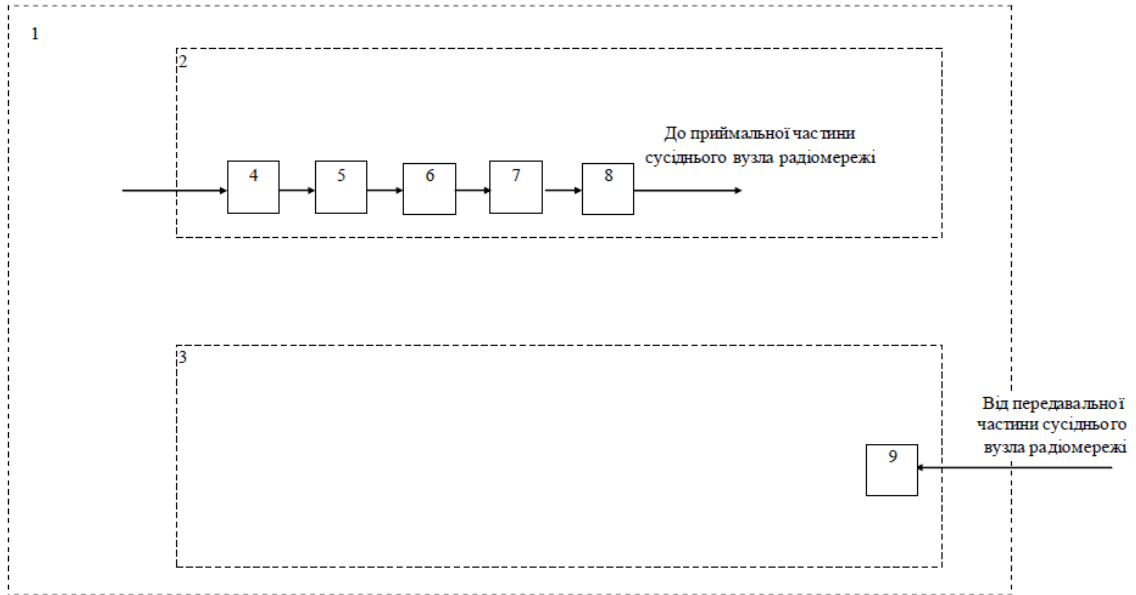 1
2
До приймальної частини
сусіднього вузла радіомережі
4
5
6
7
8
3
Від передавальної
частини сусіднього
вузла радіомережі
9